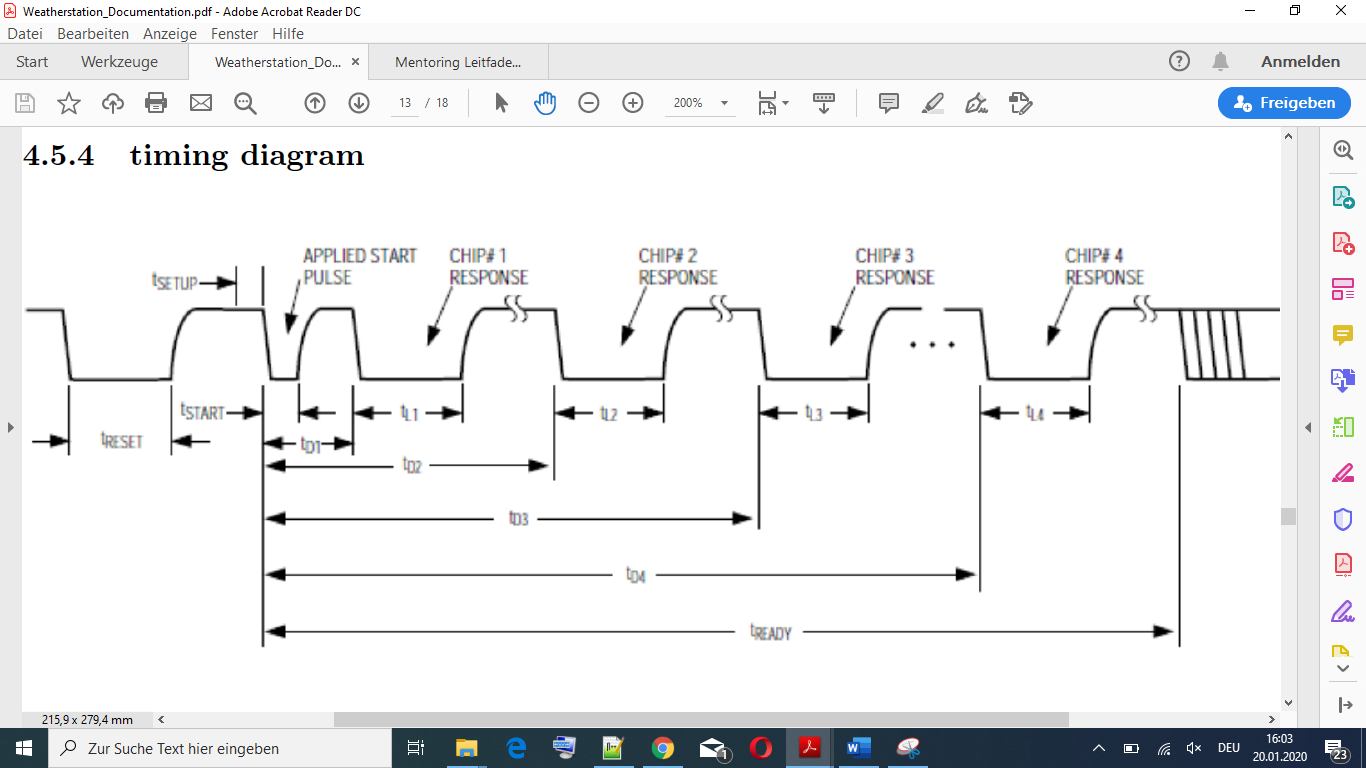 Weatherstation_Documentation.pdf - Adobe Acrobat Reader DC
Datei Bearbeiten Anzeige Fenster Hilfe
Start Werkzeuge Weatherstation_Do... × Mentoring Leitfade...
Anmelden
13 / 18
200%
Freigeben
4.5.4 timing diagram
APPLIED START
PULSE
CHIP# 1
RESPONSE
CHIP# 2
RESPONSE
CHIP# 3
RESPONSE
CHIP# 4
RESPONSE
tSETUP
tSTART
tL1
tL2
tL3
tL4
tRESET
tD1
tD2
tD3
tD4
tREADY
215,9 x 279,4 mm
Zur Suche Text hier eingeben
1
DEU
16:03
20.01.2020
23